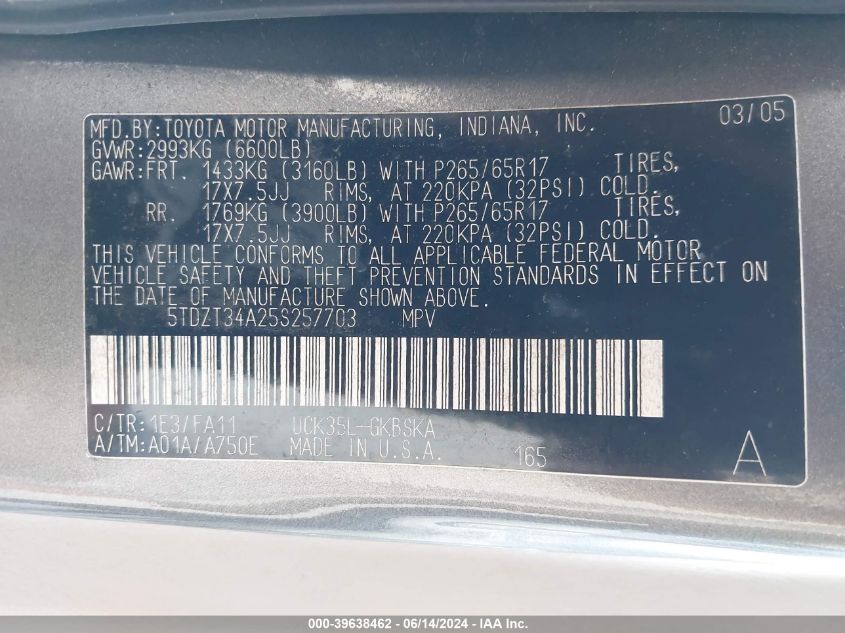 03/05
MFD.BY:TOYOTA MOTOR MANUFACTURING, INDIANA, INC.
GVWR:2993KG (6600LB)
GAWR:FRT. 1433KG (3160LB) WITH P265/65R17 TIRES,
17X7.5JJ RIMS, AT 220KPA (32PSI) COLD.
RR. 1769KG (3900LB) WITH P265/65R17 TIRES,
17X7.5JJ RIMS, AT 220KPA (32PSI) COLD.
THIS VEHICLE CONFORMS TO ALL APPLICABLE FEDERAL MOTOR
VEHICLE SAFETY AND THEFT PREVENTION STANDARDS IN EFFECT ON
THE DATE OF MANUFACTURE SHOWN ABOVE.
5TDZT34A25S257703 MPV
C/TR:1E3/FA11 UCK35L-GKBSKA
A/TM:A01A/A750E MADE IN U.S.A. 165 A
000-39638462 - 06/14/2024 - IAA Inc.